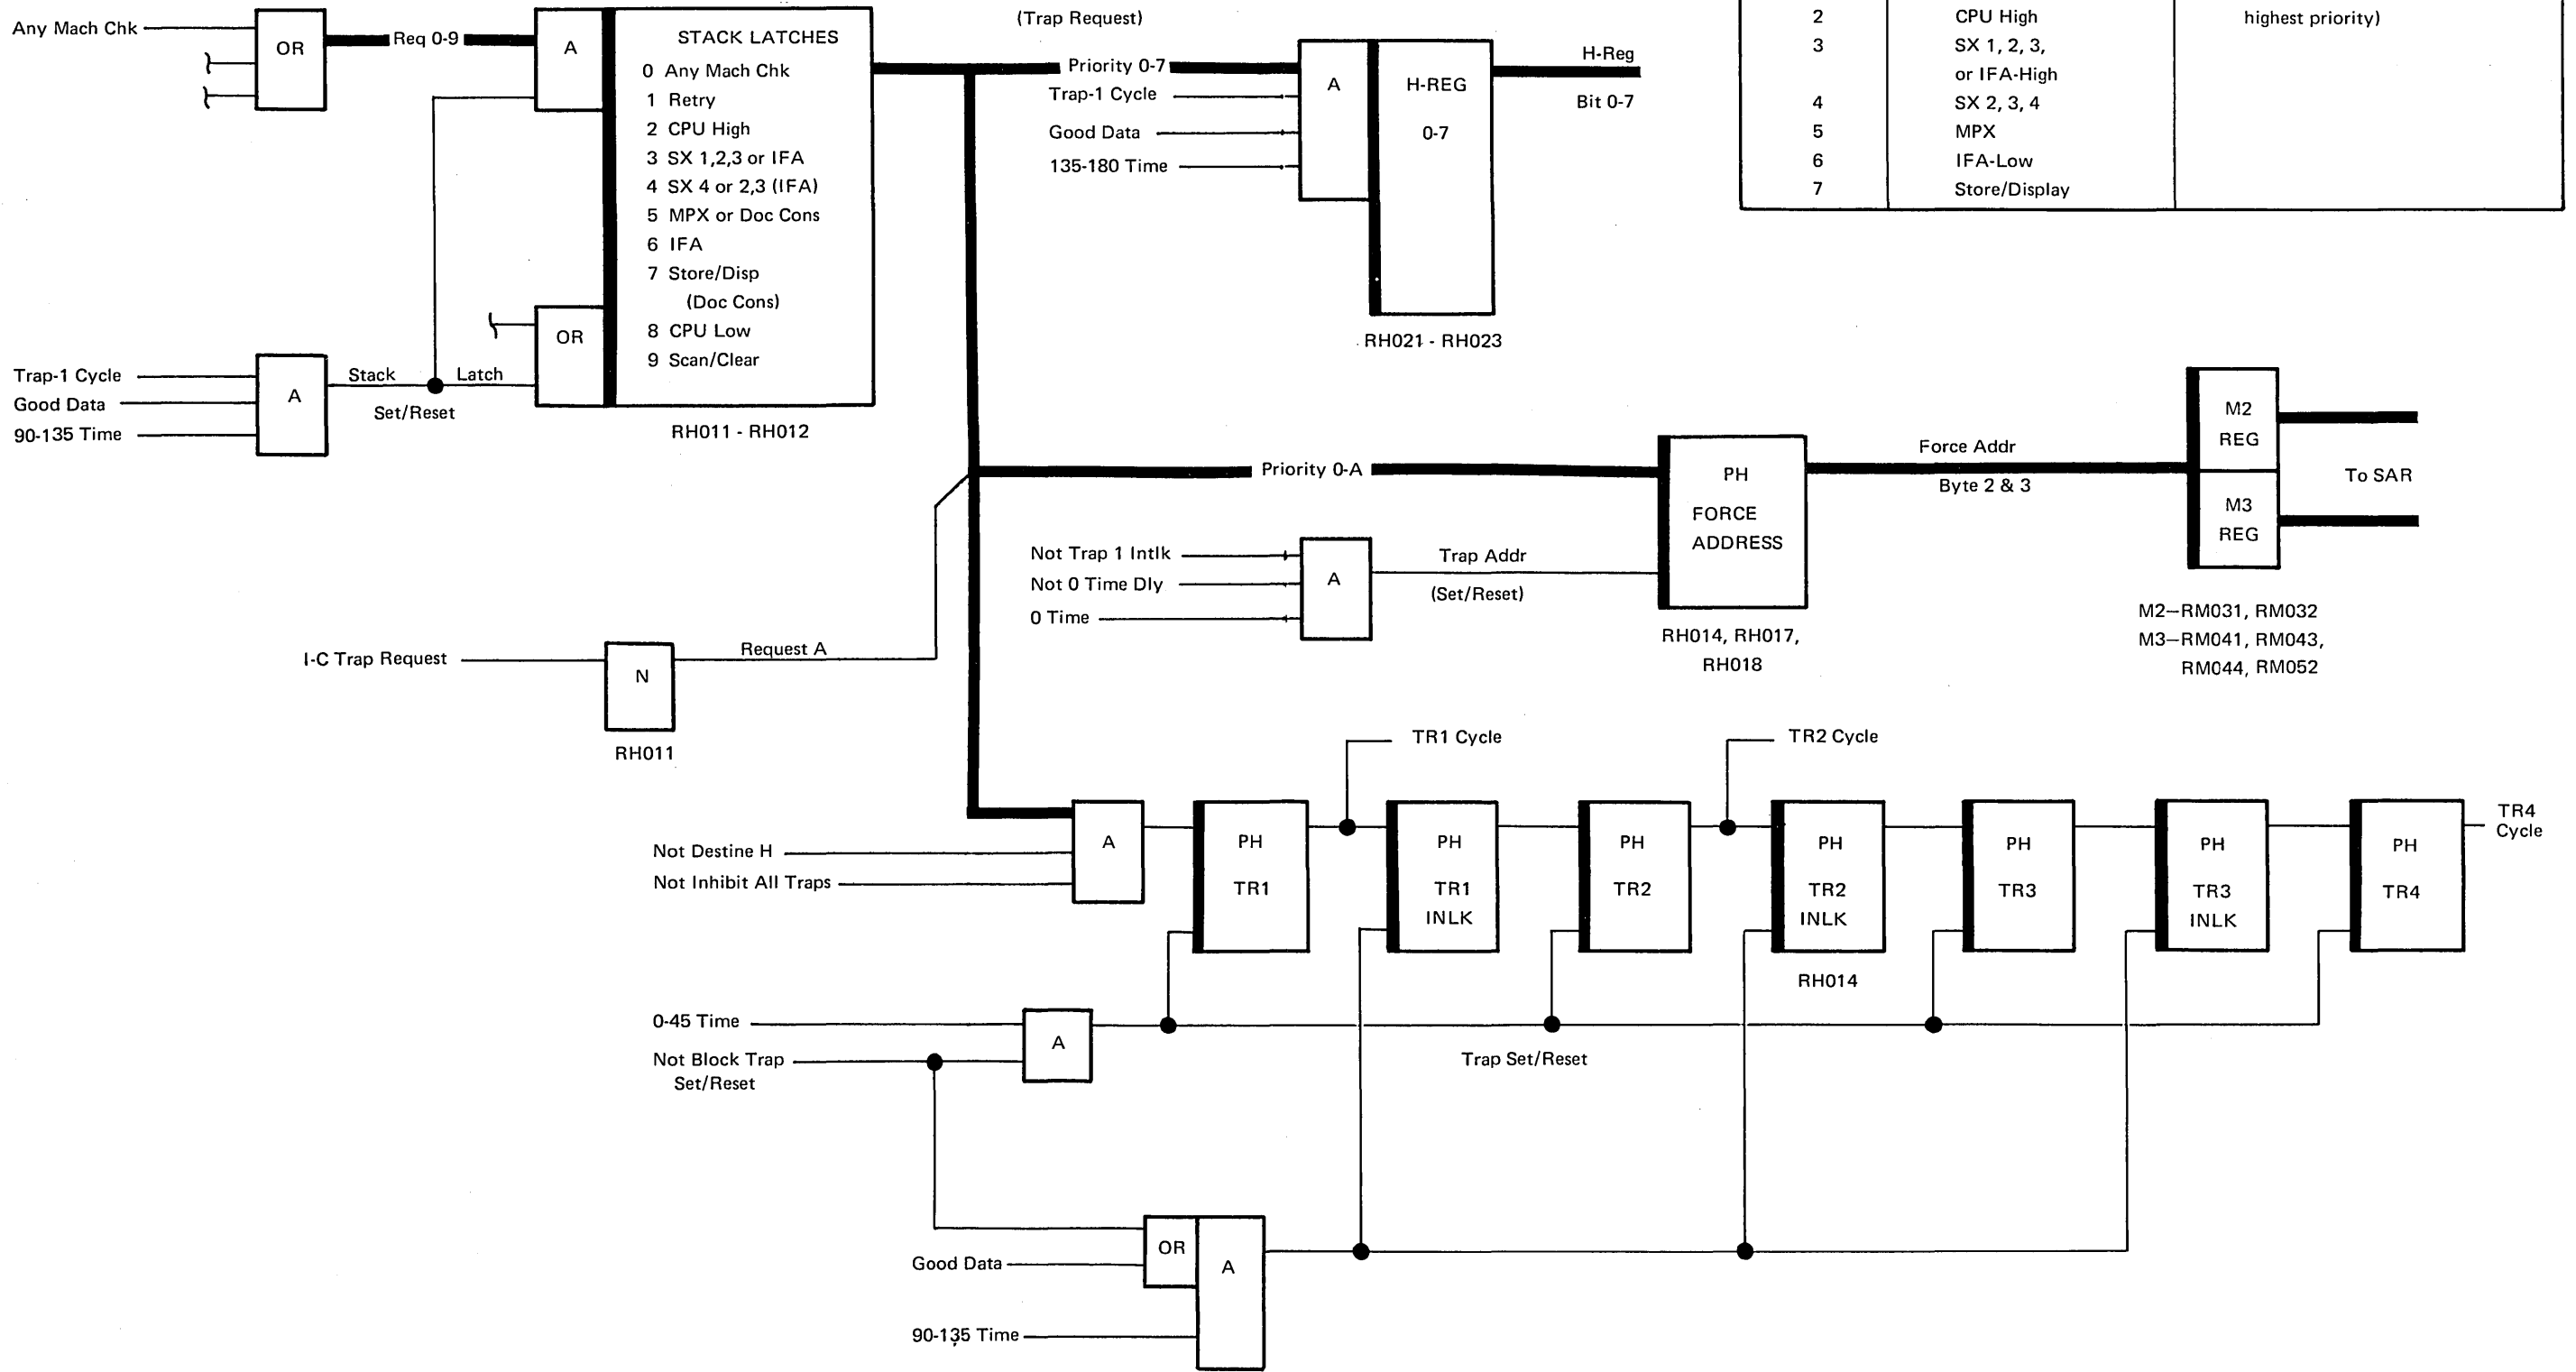 Any Mach Chk
OR
Req 0-9
A
STACK LATCHES
0 Any Mach Chk
1 Retry
2 CPU High
3 SX 1,2,3 or IFA
4 SX 4 or 2,3 (IFA)
5 MPX or Doc Cons
6 IFA
7 Store/Disp
(Doc Cons)
8 CPU Low
9 Scan/Clear
OR
RH011 - RH012
Trap-1 Cycle
Good Data
90-135 Time
A
Stack Latch
Set/Reset
(Trap Request)
Priority 0-7
Trap-1 Cycle
Good Data
135-180 Time
A
H-REG
0-7
RH021 - RH023
H-Reg
Bit 0-7
2 CPU High highest priority)
3 SX 1, 2, 3,
or IFA-High
4 SX 2, 3, 4
5 MPX
6 IFA-Low
7 Store/Display
Priority 0-A
PH
FORCE
ADDRESS
RH014, RH017,
RH018
Force Addr
Byte 2 & 3
M2
REG
M3
REG
To SAR
M2—RM031, RM032
M3—RM041, RM043,
RM044, RM052
Not Trap 1 Intlk
Not 0 Time Dly
0 Time
A
Trap Addr
(Set/Reset)
I-C Trap Request
N
Request A
RH011
TR1 Cycle
TR2 Cycle
TR4
Cycle
Not Destine H
Not Inhibit All Traps
A
PH
TR1
PH
TR1
INLK
PH
TR2
PH
TR2
INLK
RH014
PH
TR3
PH
TR3
INLK
PH
TR4
0-45 Time
Not Block Trap
Set/Reset
A
Trap Set/Reset
Good Data
OR
A
90-135 Time